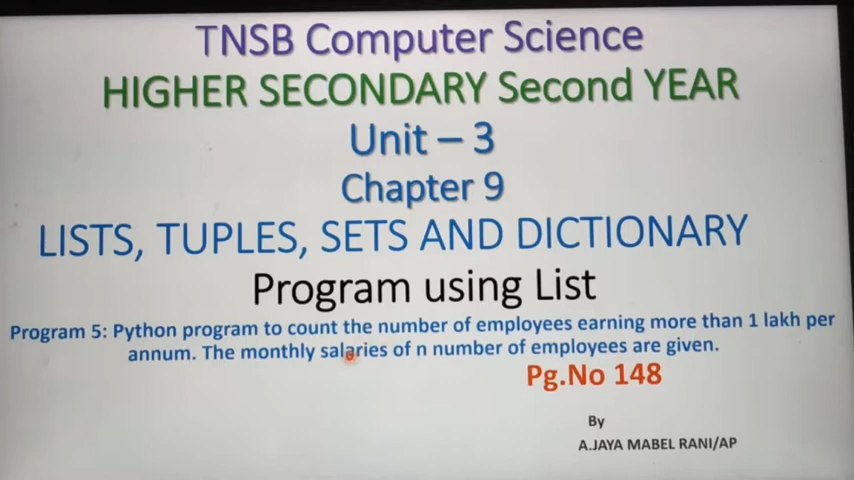 TNSB Computer Science
HIGHER SECONDARY Second YEAR
Unit – 3
Chapter 9
LISTS, TUPLES, SETS AND DICTIONARY
Program using List
Program 5: Python program to count the number of employees earning more than 1 lakh per
annum. The monthly salaries of n number of employees are given.
Pg.No 148
By
A.JAYA MABEL RANI/AP